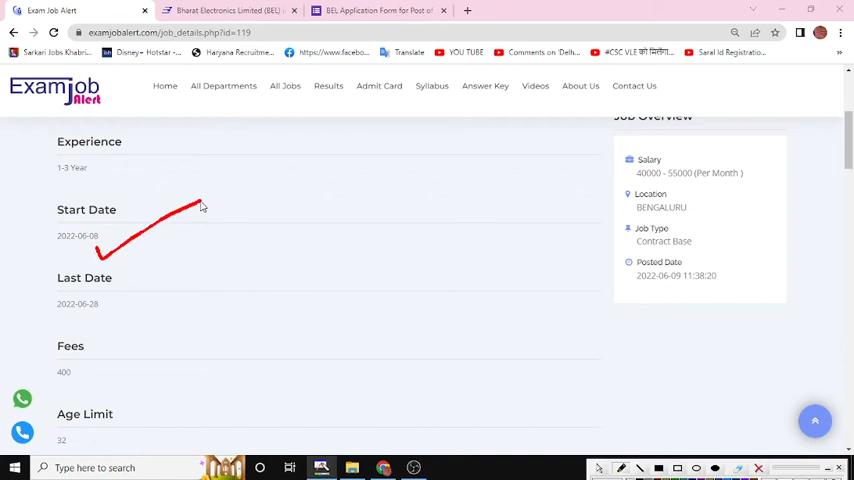 Exam Job Alert
Bharat Electronics Limited (BEL) i
BEL Application Form for Post of
examjobalert.com/job_details.php?id=119
Sarkari Jobs Khabri...
Disney+ Hotstar -...
Haryana Recruitme...
https://www.facebo...
Translate
YOU TUBE
Comments on 'Delh...
#CSC VLE को मिलेंगा...
Saral Id Registratio...
ExamJob Alert
Home
All Departments
All Jobs
Results
Admit Card
Syllabus
Answer Key
Videos
About Us
Contact Us
Experience
1-3 Year
Start Date
2022-06-08
Last Date
2022-06-28
Fees
400
Age Limit
32
Job Overview
Salary
40000 - 55000 (Per Month )
Location
BENGALURU
Job Type
Contract Base
Posted Date
2022-06-09 11:38:20
Type here to search